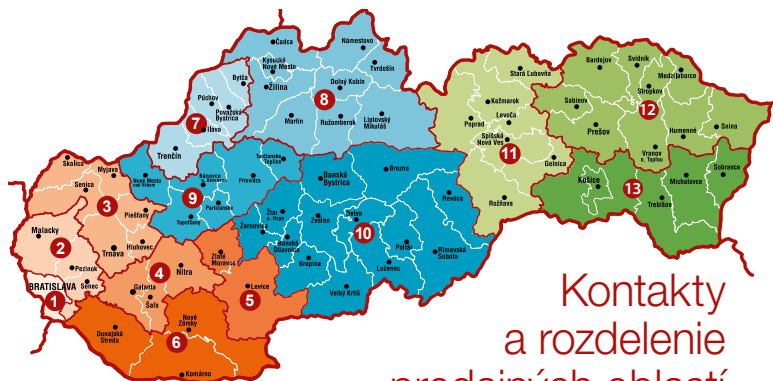 Čadca
Kysucké
Nové Mesto
Námestovo
Tvrdošín
Bytča
Žilina
Dolný Kubín
8
Púchov
Považská
Bystrica
7
Ilava
Martin
Ružomberok
Liptovský
Mikuláš
Trenčín
Stará Ľubovňa
Kežmarok
Levoča
Poprad
Spišská
Nová Ves
11
Gelnica
Rožňava
Bardejov
Svidník
Medzilaborce
Stropkov
12
Sabinov
Prešov
Humenné
Snina
Vranov
n. Topľou
Košice
13
Trebišov
Michalovce
Sobrance
Skalica
Myjava
Senica
3
Nové Mesto
nad Váhom
Bánovce
n. Bebravou
9
Partizánske
Topoľčany
Prievidza
Turčianske
Teplice
Piešťany
Hlohovec
Trnava
Malacky
2
Pezinok
Senec
BRATISLAVA
1
4
Nitra
Galanta
Šaľa
Zlaté
Moravce
Levice
5
Dunajská
Streda
Nové
Zámky
6
Komárno
Banská
Bystrica
Brezno
Revúca
Žiar
n. Hron.
Žarnovica
Banská
Štiavnica
Zvolen
Detva
10
Poltár
Rimavská
Sobota
Krupina
Lučenec
Veľký Krtíš
Kontakty
a rozdelenie
predajných oblastí